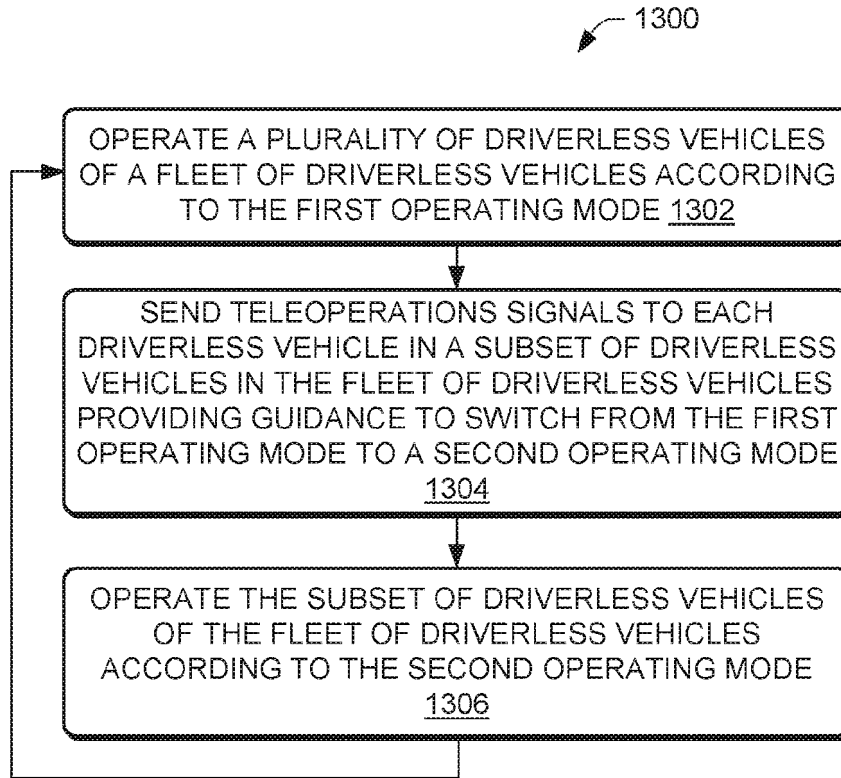 1300
OPERATE A PLURALITY OF DRIVERLESS VEHICLES
OF A FLEET OF DRIVERLESS VEHICLES ACCORDING
TO THE FIRST OPERATING MODE 1302
SEND TELEOPERATIONS SIGNALS TO EACH
DRIVERLESS VEHICLE IN A SUBSET OF DRIVERLESS
VEHICLES IN THE FLEET OF DRIVERLESS VEHICLES
PROVIDING GUIDANCE TO SWITCH FROM THE FIRST
OPERATING MODE TO A SECOND OPERATING MODE
1304
OPERATE THE SUBSET OF DRIVERLESS VEHICLES
OF THE FLEET OF DRIVERLESS VEHICLES
ACCORDING TO THE SECOND OPERATING MODE
1306